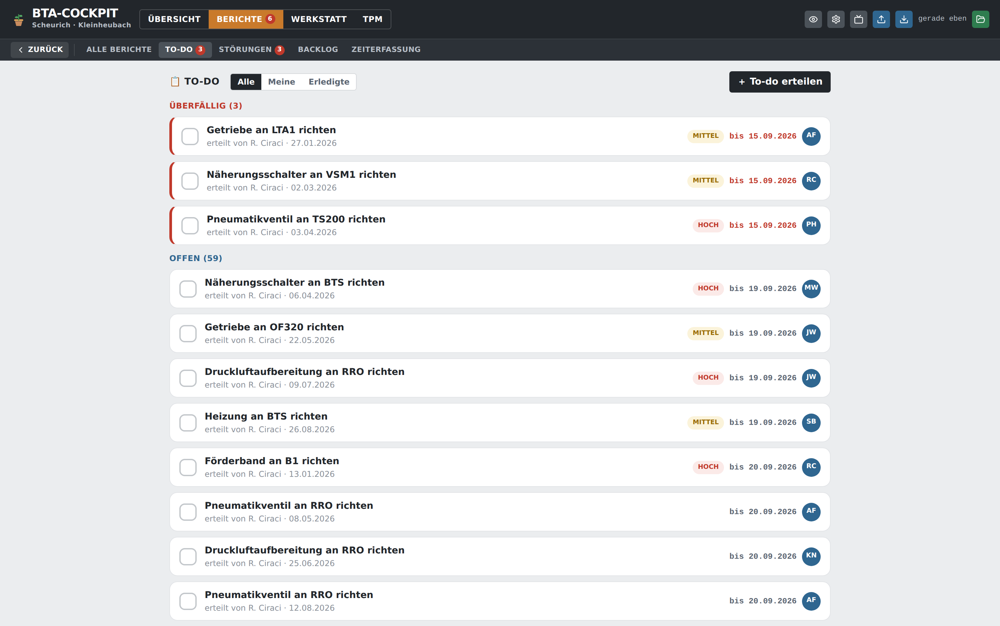 BTA-COCKPIT
Scheurich · Kleinheubach
ÜBERSICHT
BERICHTE 6
WERKSTATT
TPM
gerade eben
ZURÜCK
ALLE BERICHTE
TO-DO 3
STÖRUNGEN 3
BACKLOG
ZEITERFASSUNG
TO-DO
Alle
Meine
Erledigte
+ To-do erteilen
ÜBERFÄLLIG (3)
Getriebe an LTA1 richten
erteilt von R. Ciraci · 27.01.2026
MITTEL bis 15.09.2026 AF
Näherungsschalter an VSM1 richten
erteilt von R. Ciraci · 02.03.2026
MITTEL bis 15.09.2026 RC
Pneumatikventil an TS200 richten
erteilt von R. Ciraci · 03.04.2026
HOCH bis 15.09.2026 PH
OFFEN (59)
Näherungsschalter an BTS richten
erteilt von R. Ciraci · 06.04.2026
HOCH bis 19.09.2026 MW
Getriebe an OF320 richten
erteilt von R. Ciraci · 22.05.2026
MITTEL bis 19.09.2026 JW
Druckluftaufbereitung an RRO richten
erteilt von R. Ciraci · 09.07.2026
HOCH bis 19.09.2026 JW
Heizung an BTS richten
erteilt von R. Ciraci · 26.08.2026
MITTEL bis 19.09.2026 SB
Förderband an B1 richten
erteilt von R. Ciraci · 13.01.2026
HOCH bis 20.09.2026 RC
Pneumatikventil an RRO richten
erteilt von R. Ciraci · 08.05.2026
bis 20.09.2026 AF
Druckluftaufbereitung an RRO richten
erteilt von R. Ciraci · 25.06.2026
bis 20.09.2026 KN
Pneumatikventil an RRO richten
erteilt von R. Ciraci · 12.08.2026
bis 20.09.2026 AF